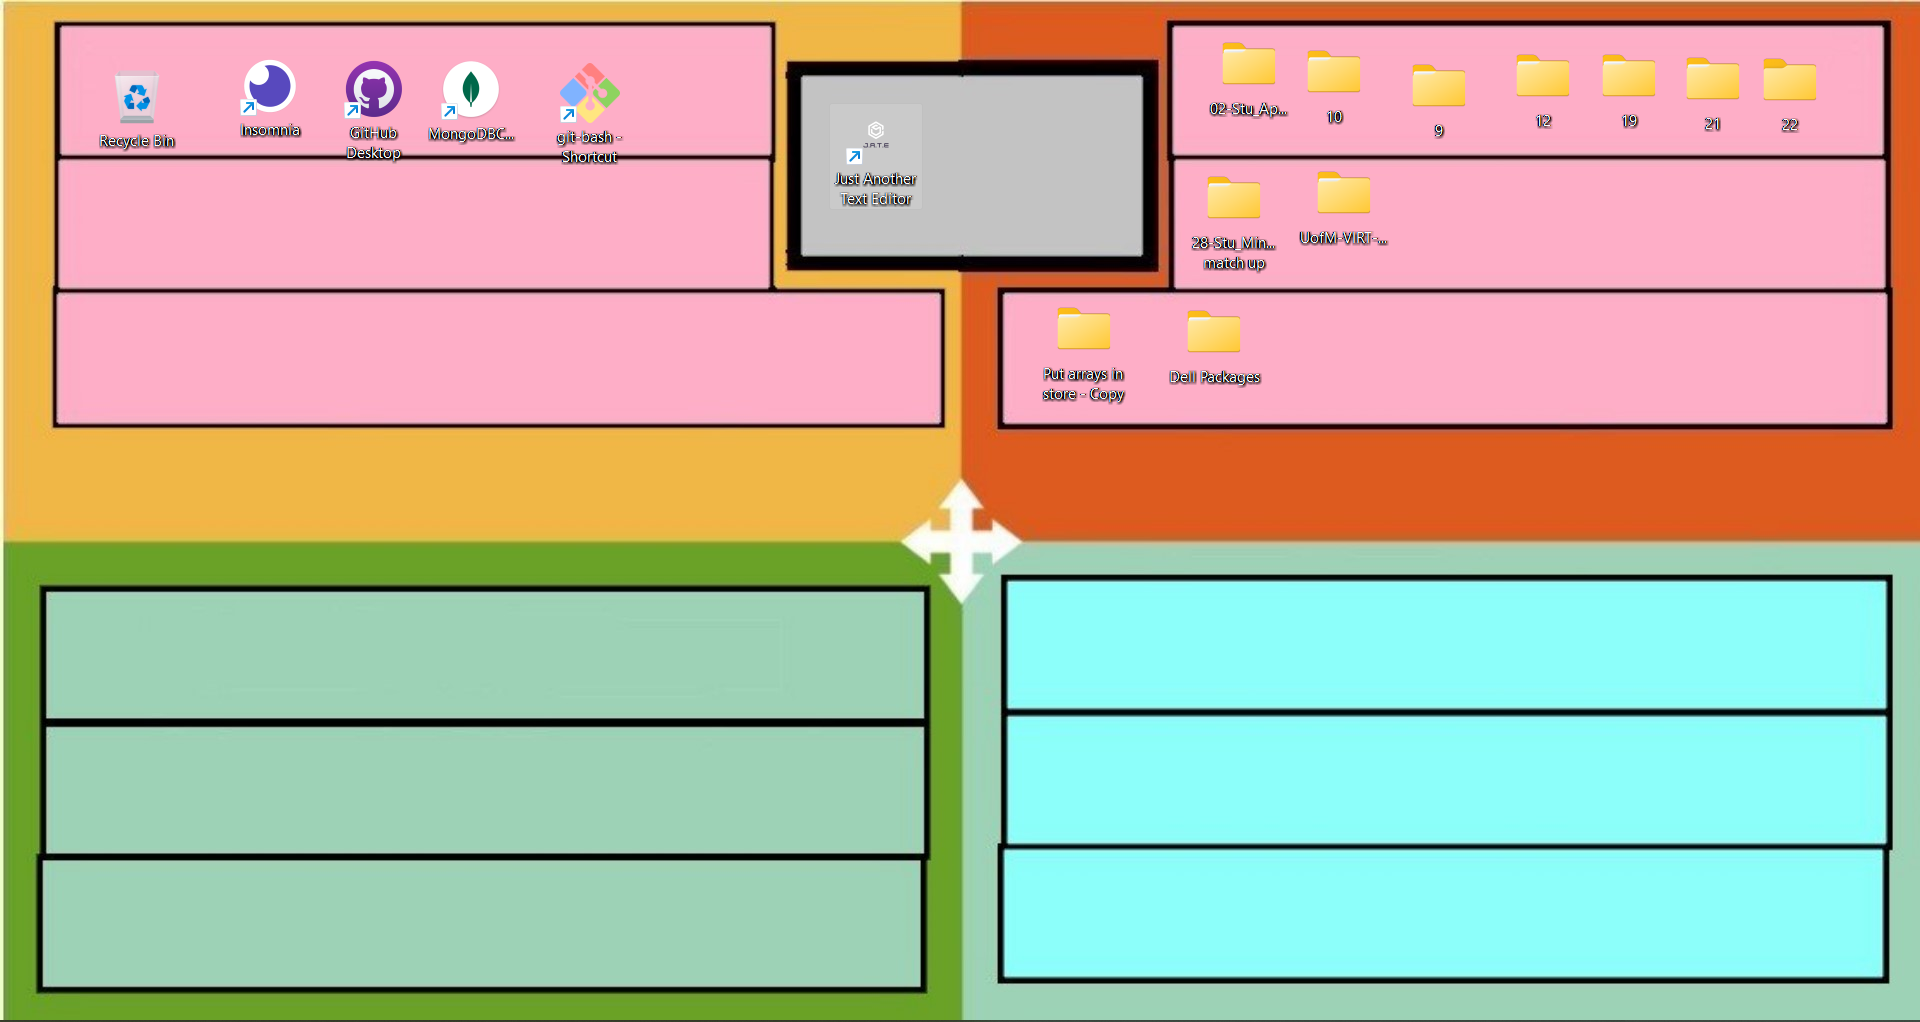 Recycle Bin
Insomnia
GitHub
Desktop
MongoDBC...
git-bash -
Shortcut
J.A.T.E
Just Another
Text Editor
02-Stu_Ap...
10
9
12
19
21
22
28-Stu_Min...
match up
UofM-VIRT-...
Put arrays in
store - Copy
Dell Packages